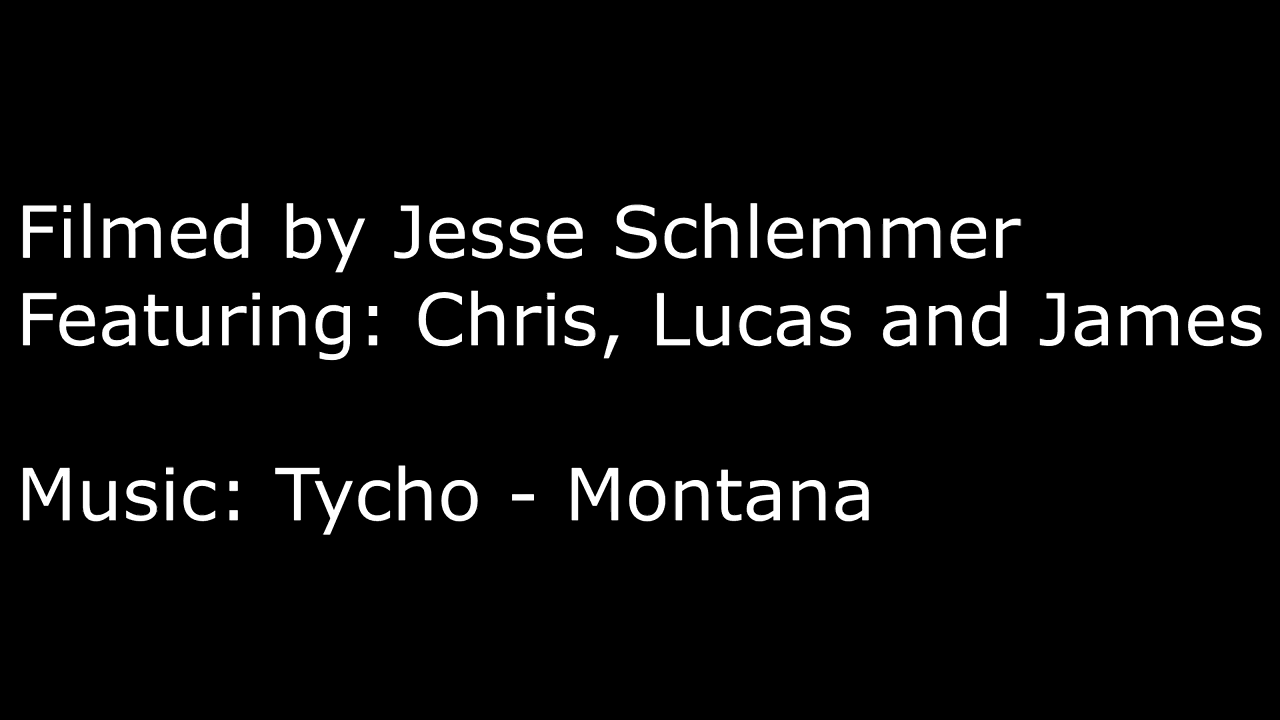 Filmed by Jesse Schlemmer
Featuring: Chris, Lucas and James
Music: Tycho - Montana